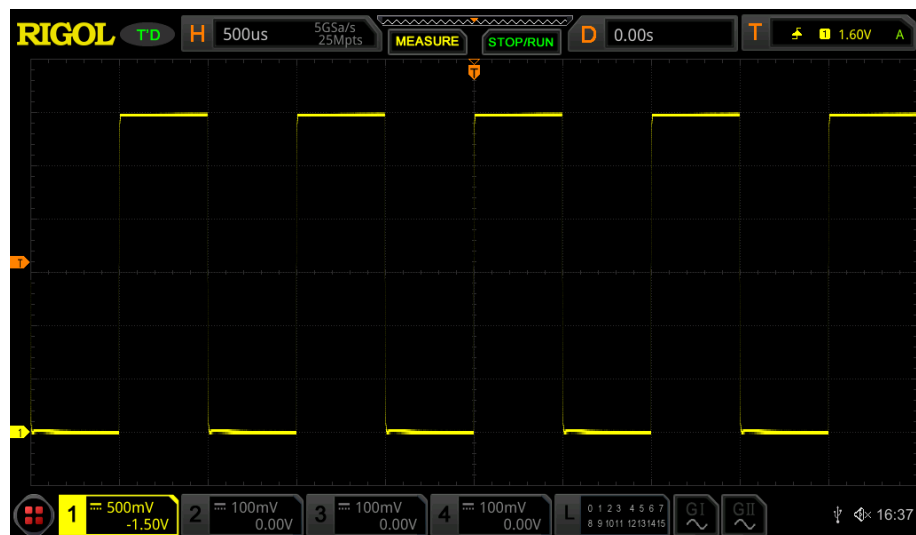 RIGOL T'D H 500us 5GSa/s 25Mpts MEASURE STOP/RUN D 0.00s T 1 1.60V A
T
T
1
1 500mV -1.50V 2 100mV 0.00V 3 100mV 0.00V 4 100mV 0.00V L 0 1 2 3 4 5 6 7 8 9 10 11 12 13 14 15 GI GII 16:37